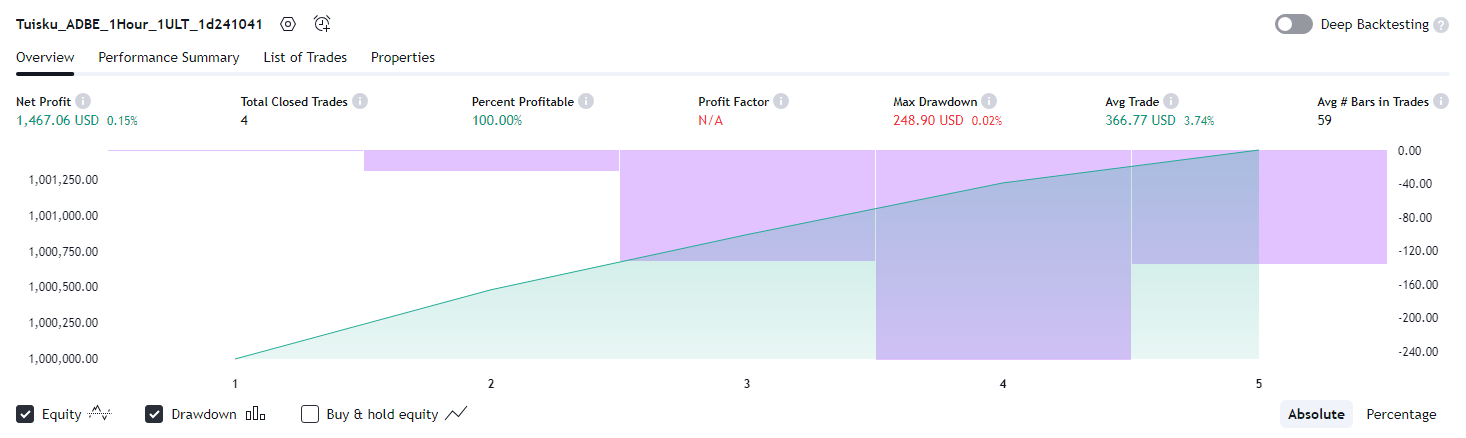 Tuisku_ADBE_1Hour_1ULT_1d241041
Deep Backtesting ?
Overview Performance Summary List of Trades Properties
Net Profit Total Closed Trades Percent Profitable Profit Factor Max Drawdown Avg Trade Avg # Bars in Trades
1,467.06 USD 0.15% 4 100.00% N/A 248.90 USD 0.02% 366.77 USD 3.74% 59
0.00
1,001,250.00 -40.00
1,001,000.00 -80.00
1,000,750.00 -120.00
1,000,500.00 -160.00
1,000,250.00 -200.00
1,000,000.00 -240.00
1 2 3 4 5
Equity Drawdown Buy & hold equity Absolute Percentage